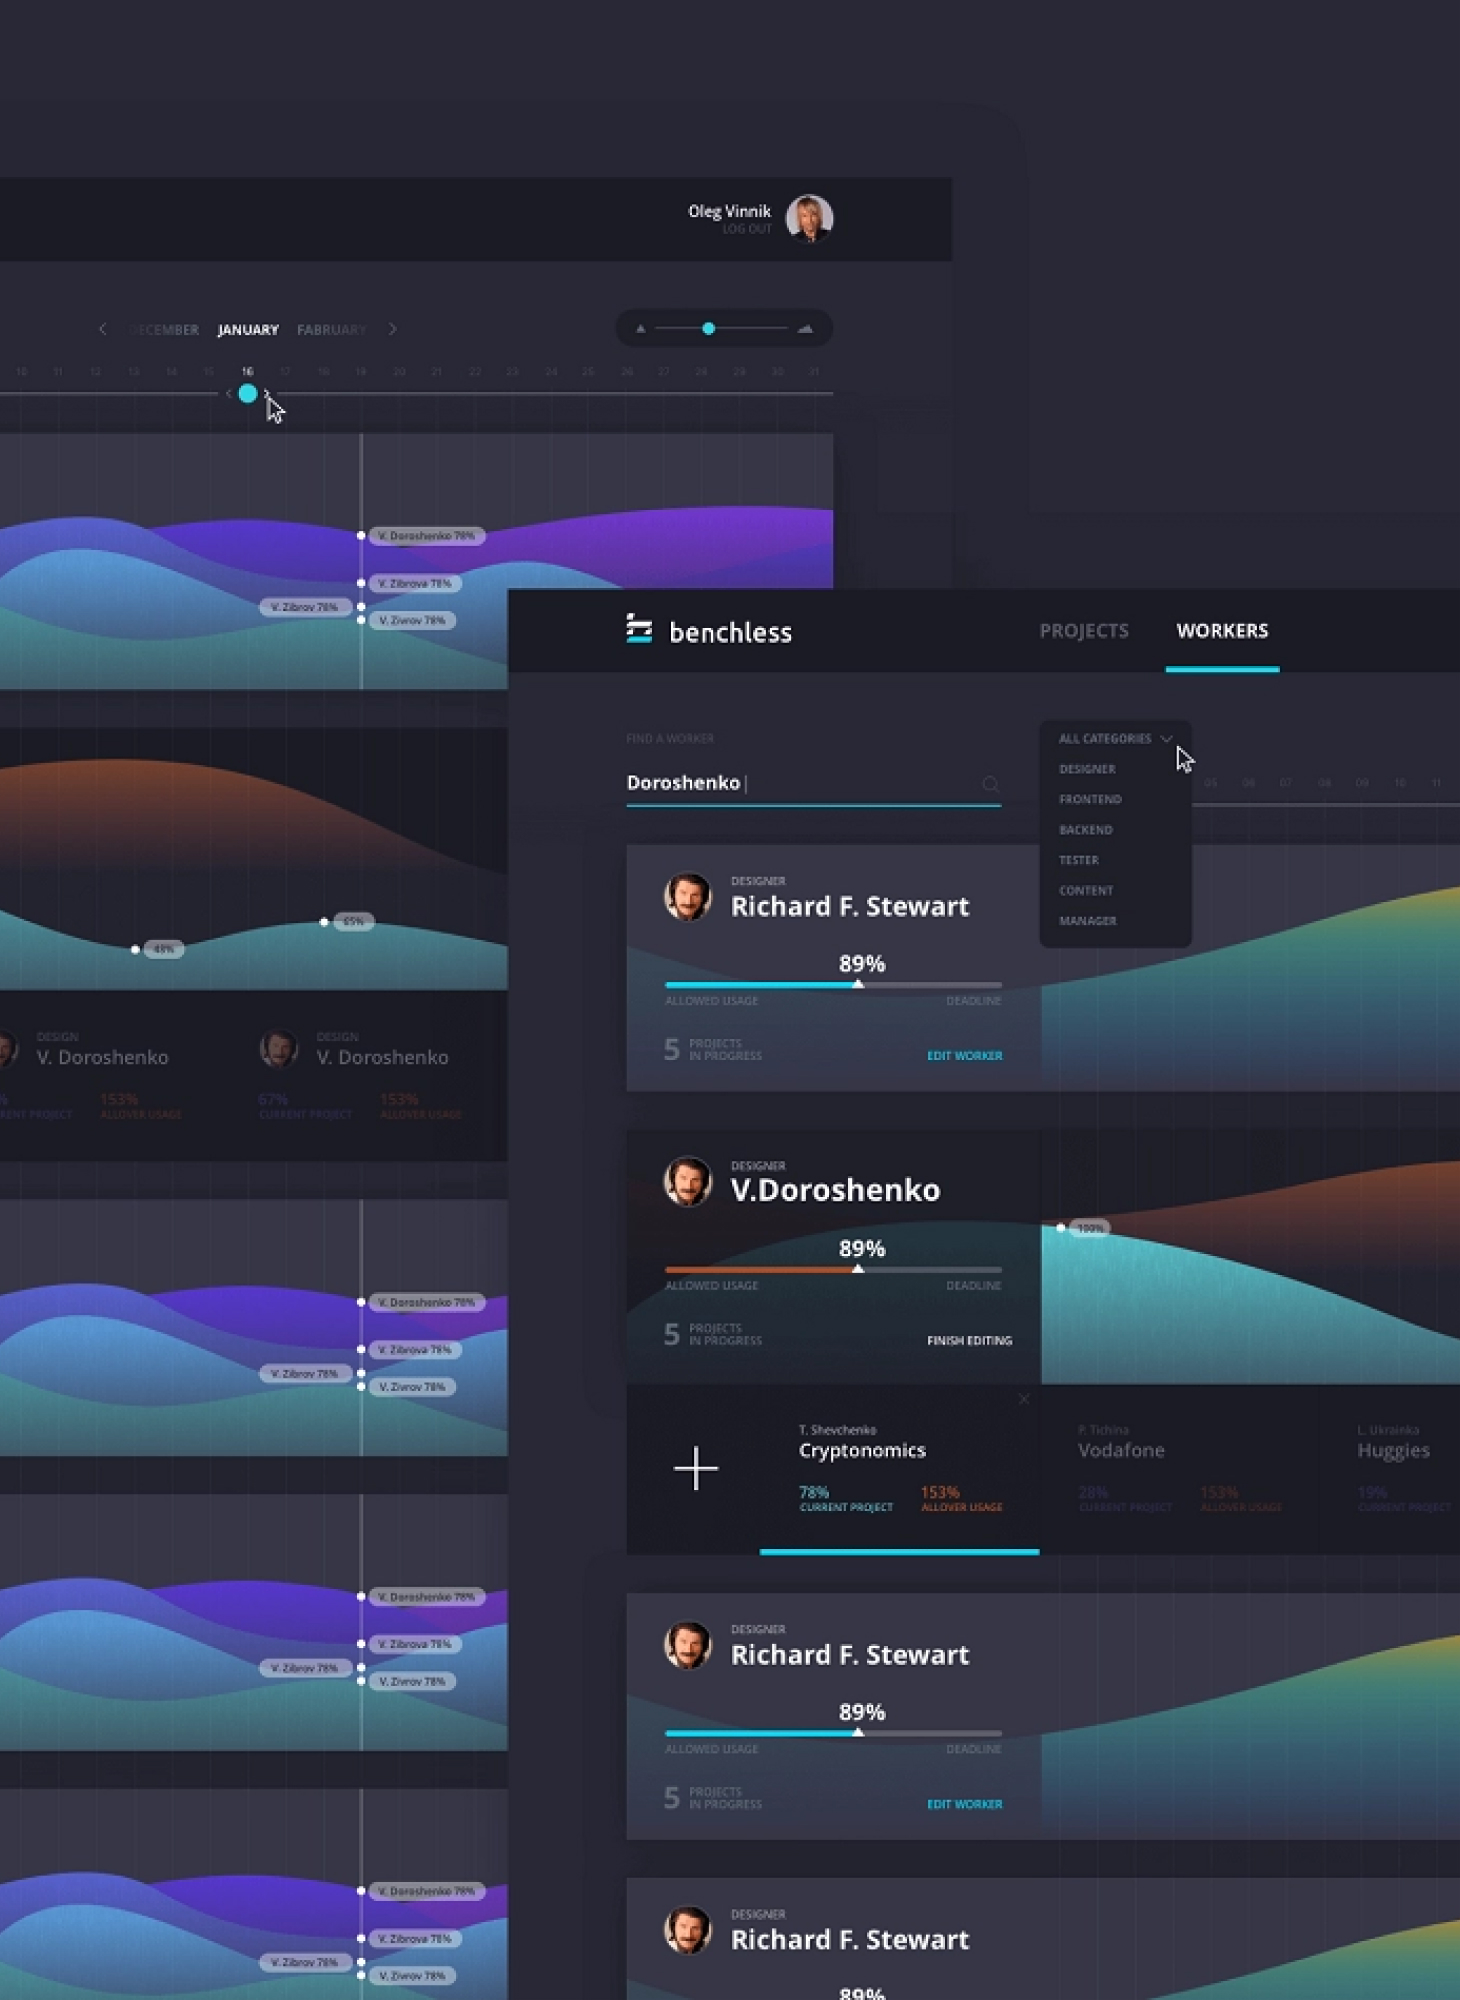 Oleg Vinnik
LOG OUT
DECEMBER JANUARY FABRUARY
10 11 12 13 14 15 16 17 18 19 20 21 22 23 24 25 26 27 28 29 30 31
V. Doroshenko 78%
V. Zibrova 78%
V. Zibrov 78%
V. Zivrov 78%
65%
48%
DESIGN
V. Doroshenko
153%
RENT PROJECT
ALLOVER USAGE
DESIGN
V. Doroshenko
67%
CURRENT PROJECT
153%
ALLOVER USAGE
V. Doroshenko 78%
V. Zibrova 78%
V. Zibrov 78%
V. Zivrov 78%
V. Doroshenko 78%
V. Zibrova 78%
V. Zibrov 78%
V. Zivrov 78%
V. Doroshenko 78%
V. Zibrova 78%
V. Zibrov 78%
V. Zivrov 78%
benchless
PROJECTS
WORKERS
FIND A WORKER
Doroshenko
ALL CATEGORIES
DESIGNER
FRONTEND
BACKEND
TESTER
CONTENT
MANAGER
05 06 07 08 09 10 11
DESIGNER
Richard F. Stewart
89%
ALLOWED USAGE
DEADLINE
5 PROJECTS
IN PROGRESS
EDIT WORKER
DESIGNER
V.Doroshenko
89%
ALLOWED USAGE
DEADLINE
5 PROJECTS
IN PROGRESS
FINISH EDITING
100%
T. Shevchenko
Cryptonomics
78%
CURRENT PROJECT
153%
ALLOVER USAGE
P. Tichina
Vodafone
28%
CURRENT PROJECT
153%
ALLOVER USAGE
L. Ukrainka
Huggies
19%
CURRENT PROJECT
DESIGNER
Richard F. Stewart
89%
ALLOWED USAGE
DEADLINE
5 PROJECTS
IN PROGRESS
EDIT WORKER
DESIGNER
Richard F. Stewart
89%